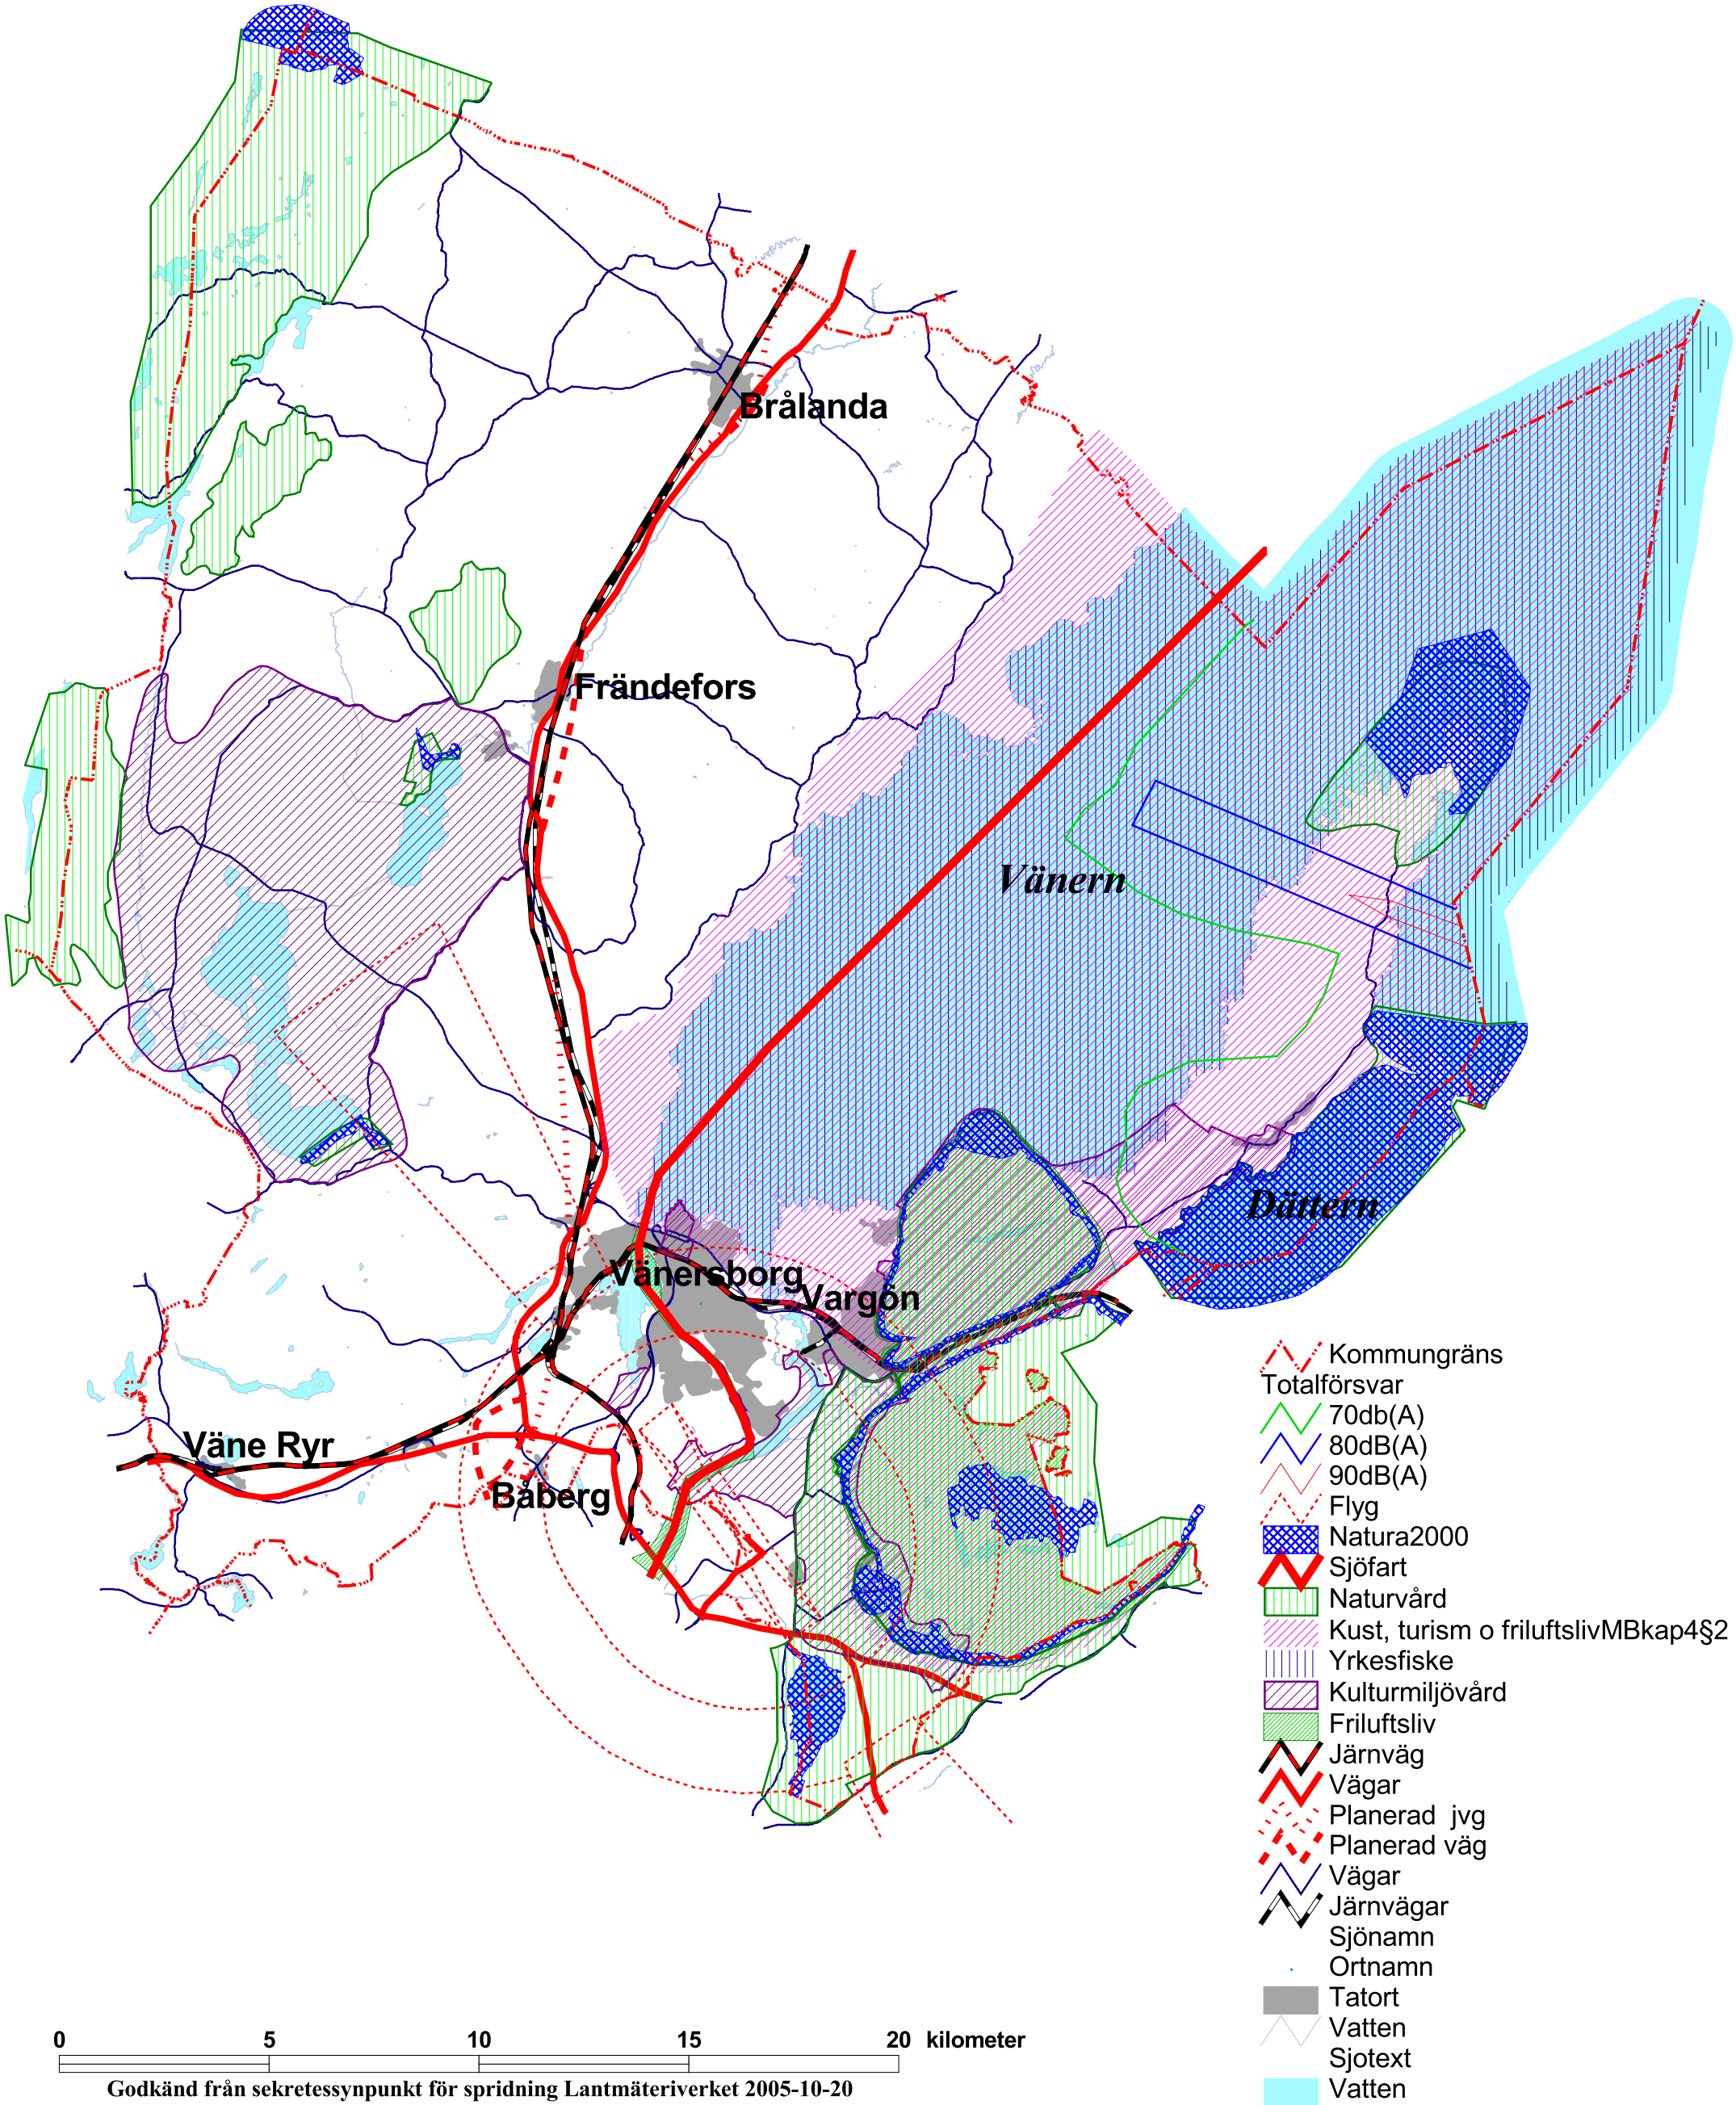 Brålanda
Frändefors
Vänern
Dättern
Vänersborg
Vargön
Väne Ryr
Båberg
Kommungräns
Totalförsvar
70db(A)
80dB(A)
90dB(A)
Flyg
Natura2000
Sjöfart
Naturvård
Kust, turism o friluftslivMBkap4§2
Yrkesfiske
Kulturmiljövård
Friluftsliv
Järnväg
Vägar
Planerad jvg
Planerad väg
Vägar
Järnvägar
Sjönamn
Ortnamn
Tatort
Vatten
Sjotext
Vatten
0 5 10 15 20 kilometer
Godkänd från sekretessynpunkt för spridning Lantmäteriverket 2005-10-20